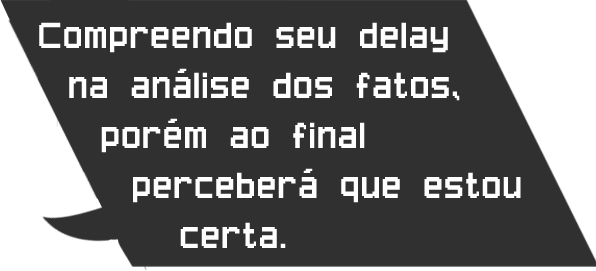 Compreendo seu delay
na análise dos fatos,
porém ao final
perceberá que estou
certa.